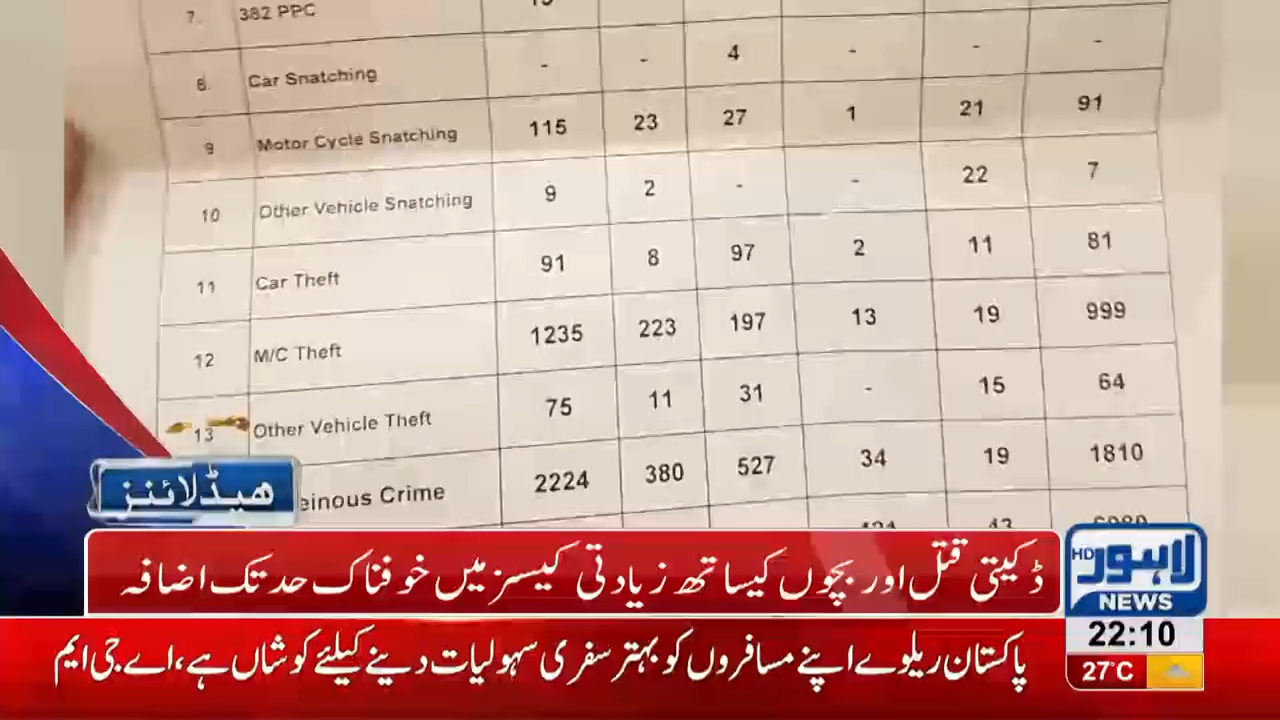 7. 382 PPC
8. Car Snatching - - 4 - - -
9 Motor Cycle Snatching 115 23 27 1 21 91
10 Other Vehicle Snatching 9 2 - - 22 7
11 Car Theft 91 8 97 2 11 81
12 M/C Theft 1235 223 197 13 19 999
13 Other Vehicle Theft 75 11 31 - 15 64
einous Crime 2224 380 527 34 19 1810
ہیڈلائنز
ڈکیتی قتل اور بچوں کیساتھ زیادتی کیسز میں خوفناک حد تک اضافہ
لاہور HD
NEWS
22:10
پاکستان ریلوے اپنے مسافروں کو بہتر سفری سہولیات دینے کیلئے کوشاں ہے، اے جی ایم
27°C